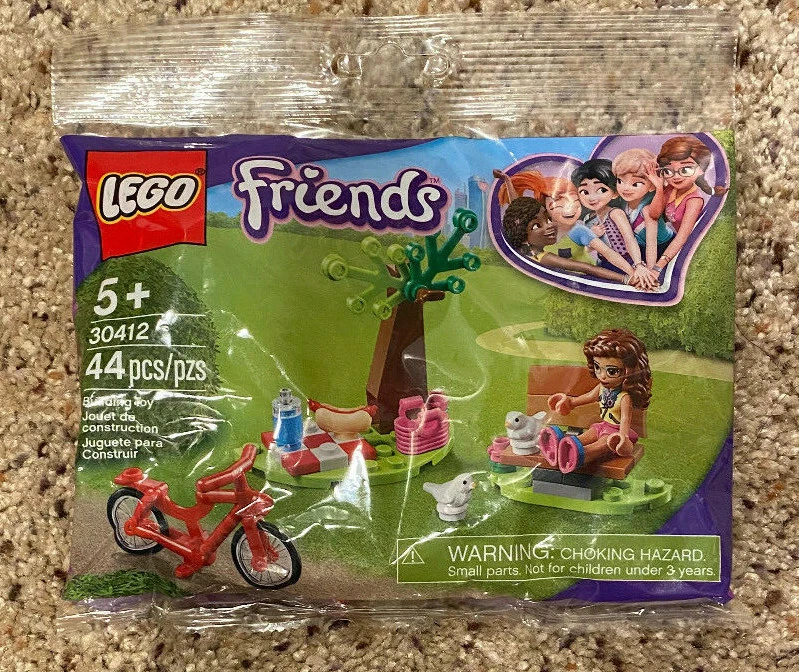 LEGO®
Friends™
5+
30412
44 pcs/pzs
Building Toy
Jouet de
construction
Juguete para
Construir
WARNING: CHOKING HAZARD.
Small parts. Not for children under 3 years.